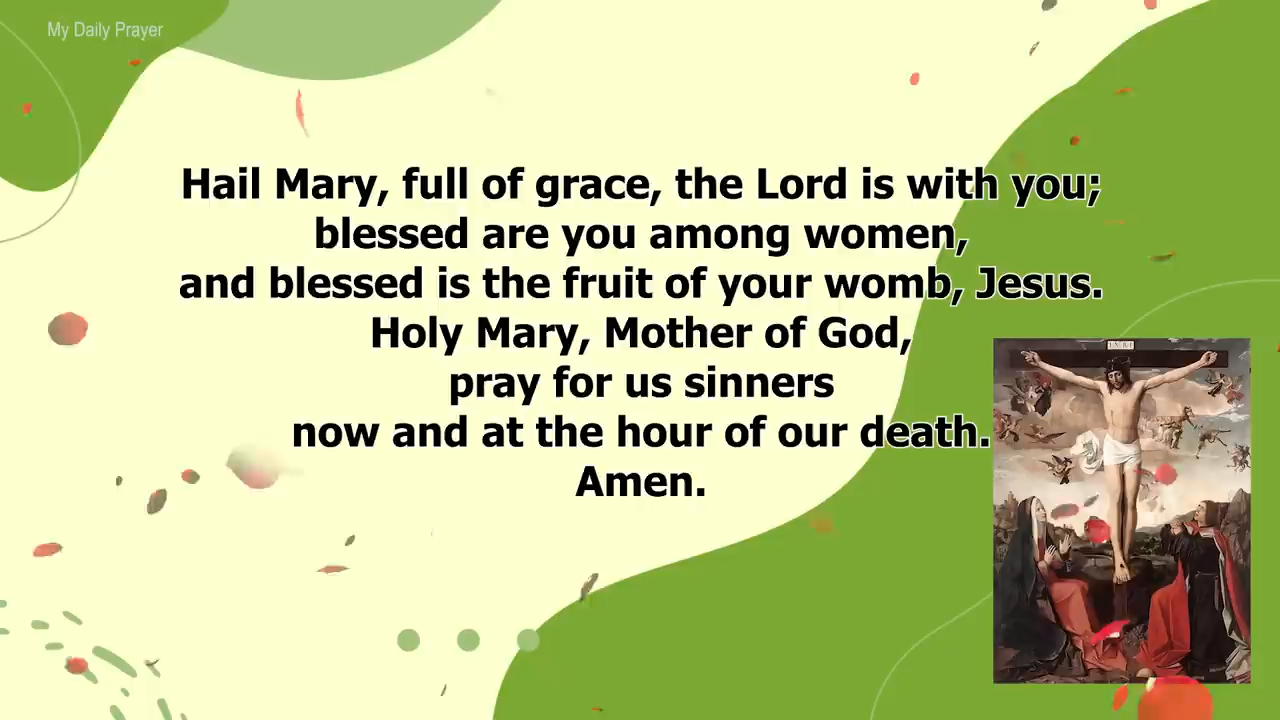 My Daily Prayer
Hail Mary, full of grace, the Lord is with you;
blessed are you among women,
and blessed is the fruit of your womb, Jesus.
Holy Mary, Mother of God,
pray for us sinners
now and at the hour of our death.
Amen.
INRI